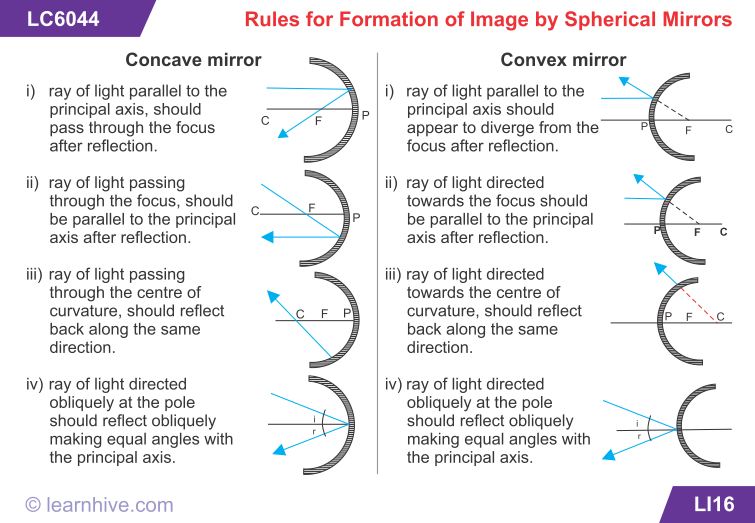 LC6044
Rules for Formation of Image by Spherical Mirrors
Concave mirror
i) ray of light parallel to the
principal axis, should
pass through the focus
after reflection.
C F P
ii) ray of light passing
through the focus, should
be parallel to the principal
axis after reflection.
C F P
iii) ray of light passing
through the centre of
curvature, should reflect
back along the same
direction.
C F P
iv) ray of light directed
obliquely at the pole
should reflect obliquely
making equal angles with
the principal axis.
i
r
Convex mirror
i) ray of light parallel to the
principal axis should
appear to diverge from the
focus after reflection.
P F C
ii) ray of light directed
towards the focus should
be parallel to the principal
axis after reflection.
P F C
iii) ray of light directed
towards the centre of
curvature, should reflect
back along the same
direction.
P F C
iv) ray of light directed
obliquely at the pole
should reflect obliquely
making equal angles with
the principal axis.
i
r
© learnhive.com
LI16